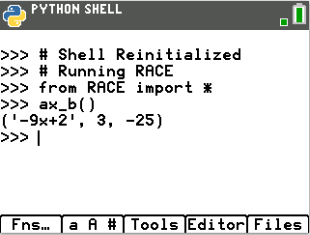 PYTHON SHELL
>>> # Shell Reinitialized
>>> # Running RACE
>>> from RACE import *
>>> ax_b()
('-9x+2', 3, -25)
>>>
Fns… a A # Tools Editor Files